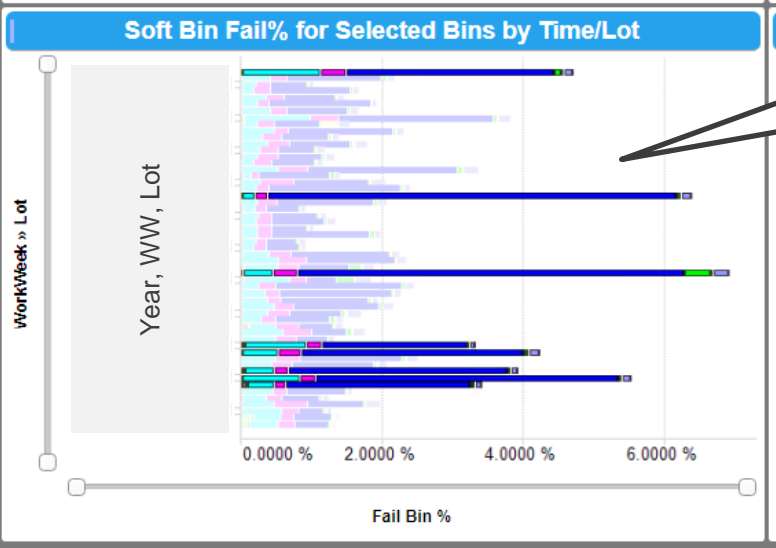 Soft Bin Fail% for Selected Bins by Time/Lot
WorkWeek » Lot
Year, WW, Lot
0.0000 % 2.0000 % 4.0000 % 6.0000 %
Fail Bin %